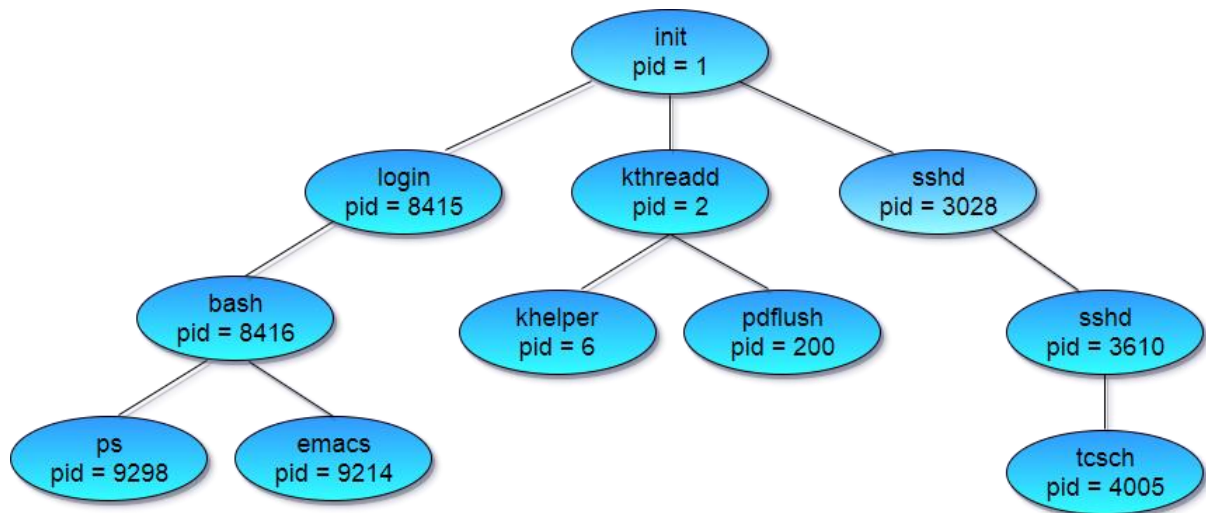 init
pid = 1
login
pid = 8415
kthreadd
pid = 2
sshd
pid = 3028
bash
pid = 8416
khelper
pid = 6
pdflush
pid = 200
sshd
pid = 3610
ps
pid = 9298
emacs
pid = 9214
tcsch
pid = 4005